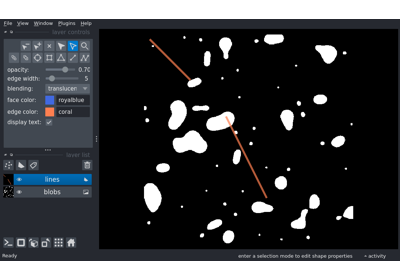 File View Window Plugins Help
layer controls
opacity: 0.70
edge width: 5
blending: translucen
face color: royalblue
edge color: coral
display text:
layer list
lines
blobs
Ready enter a selection mode to edit shape properties activity